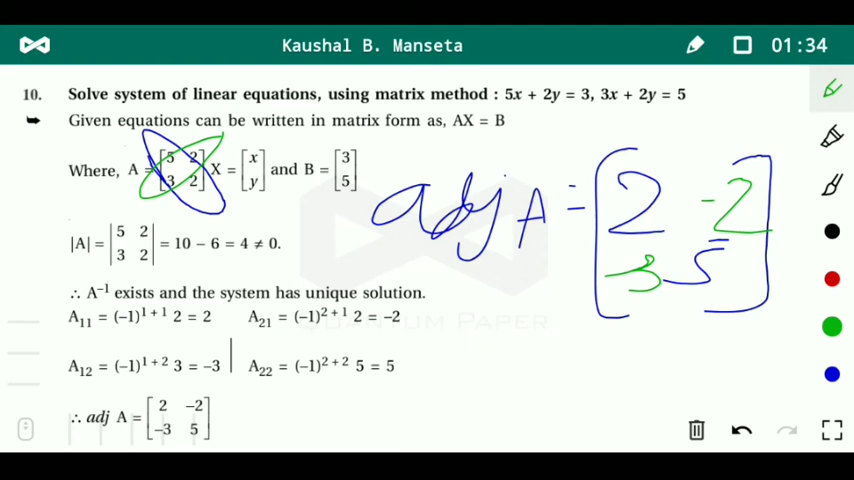 Kaushal B. Manseta
01:34
10. Solve system of linear equations, using matrix method : 5x + 2y = 3, 3x + 2y = 5
➥ Given equations can be written in matrix form as, AX = B
Where, A = [5 2; 3 2] X = [x; y] and B = [3; 5]
adj A = [2 -2; -3 5]
|A| = |5 2; 3 2| = 10 − 6 = 4 ≠ 0.
∴ A⁻¹ exists and the system has unique solution.
QUANTUM PAPER
A₁₁ = (−1)¹⁺¹ 2 = 2 A₂₁ = (−1)²⁺¹ 2 = −2
A₁₂ = (−1)¹⁺² 3 = −3 A₂₂ = (−1)²⁺² 5 = 5
∴ adj A = [2 −2; −3 5]